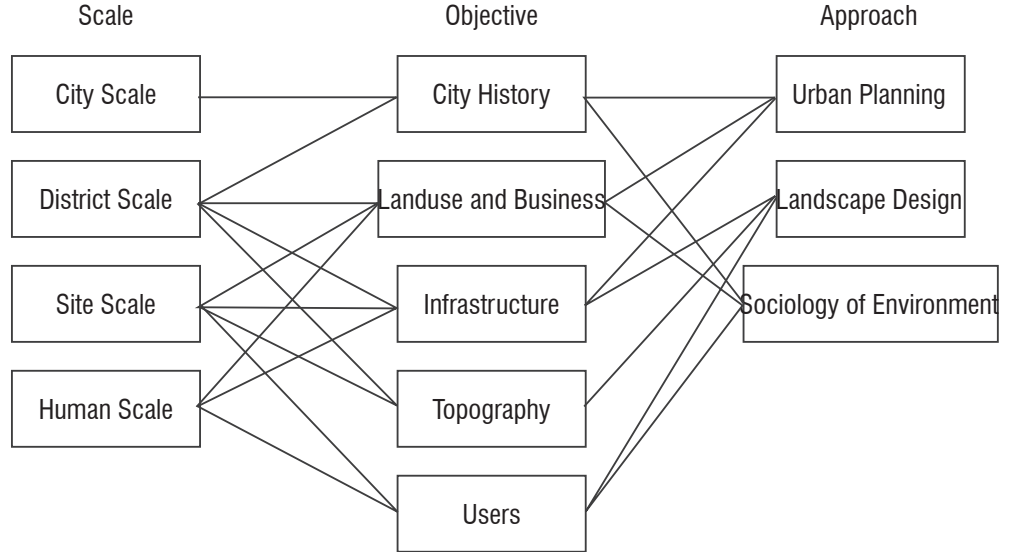 Scale Objective Approach
City Scale City History Urban Planning
District Scale Landuse and Business Landscape Design
Site Scale Infrastructure Sociology of Environment
Human Scale Topography
Users